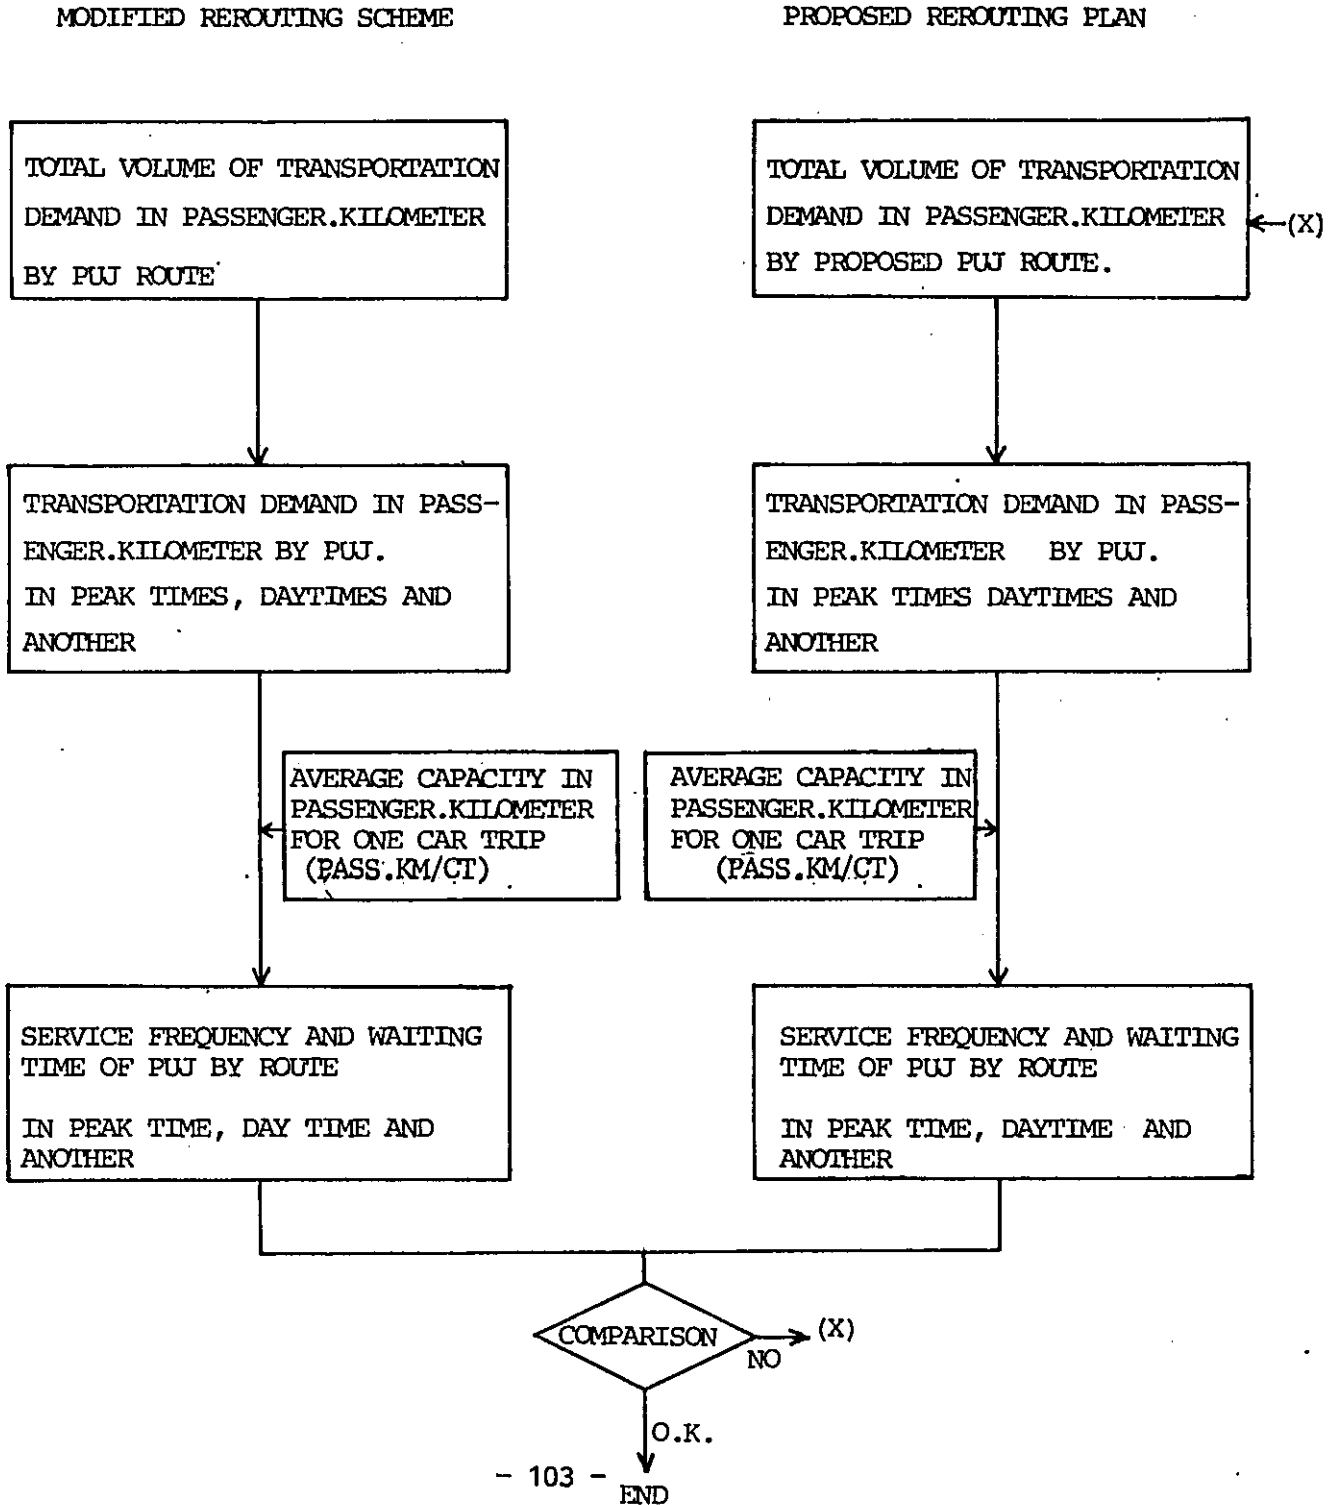 MODIFIED REROUTING SCHEME
PROPOSED REROUTING PLAN
TOTAL VOLUME OF TRANSPORTATION
DEMAND IN PASSENGER.KILOMETER
BY PUJ ROUTE
TOTAL VOLUME OF TRANSPORTATION
DEMAND IN PASSENGER.KILOMETER
BY PROPOSED PUJ ROUTE.
(X)
TRANSPORTATION DEMAND IN PASS-
ENGER.KILOMETER BY PUJ.
IN PEAK TIMES, DAYTIMES AND
ANOTHER
TRANSPORTATION DEMAND IN PASS-
ENGER.KILOMETER BY PUJ.
IN PEAK TIMES DAYTIMES AND
ANOTHER
AVERAGE CAPACITY IN
PASSENGER.KILOMETER
FOR ONE CAR TRIP
(PASS.KM/CT)
AVERAGE CAPACITY IN
PASSENGER.KILOMETER
FOR ONE CAR TRIP
(PASS.KM/CT)
SERVICE FREQUENCY AND WAITING
TIME OF PUJ BY ROUTE
IN PEAK TIME, DAY TIME AND
ANOTHER
SERVICE FREQUENCY AND WAITING
TIME OF PUJ BY ROUTE
IN PEAK TIME, DAYTIME AND
ANOTHER
COMPARISON
NO
(X)
O.K.
- 103 -
END